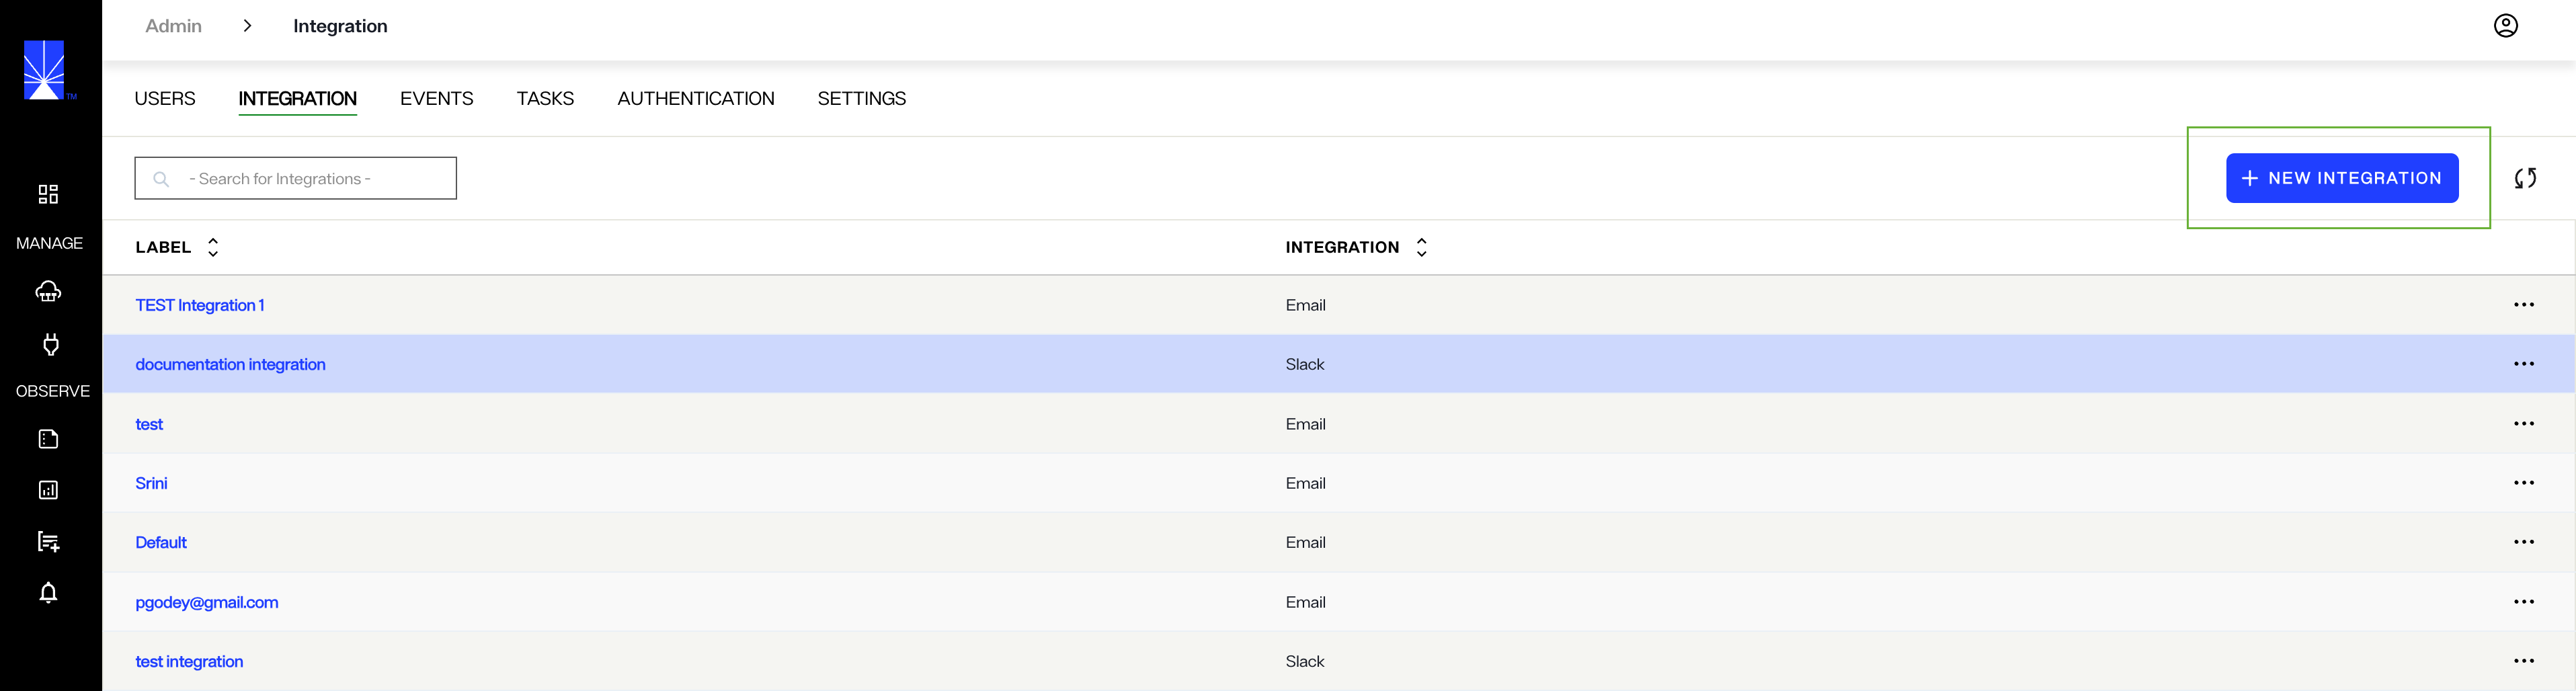 Admin > Integration
TM
USERS INTEGRATION EVENTS TASKS AUTHENTICATION SETTINGS
- Search for Integrations -
+ NEW INTEGRATION
MANAGE
OBSERVE
LABEL INTEGRATION
TEST Integration 1 Email
documentation integration Slack
test Email
Srini Email
Default Email
pgodey@gmail.com Email
test integration Slack